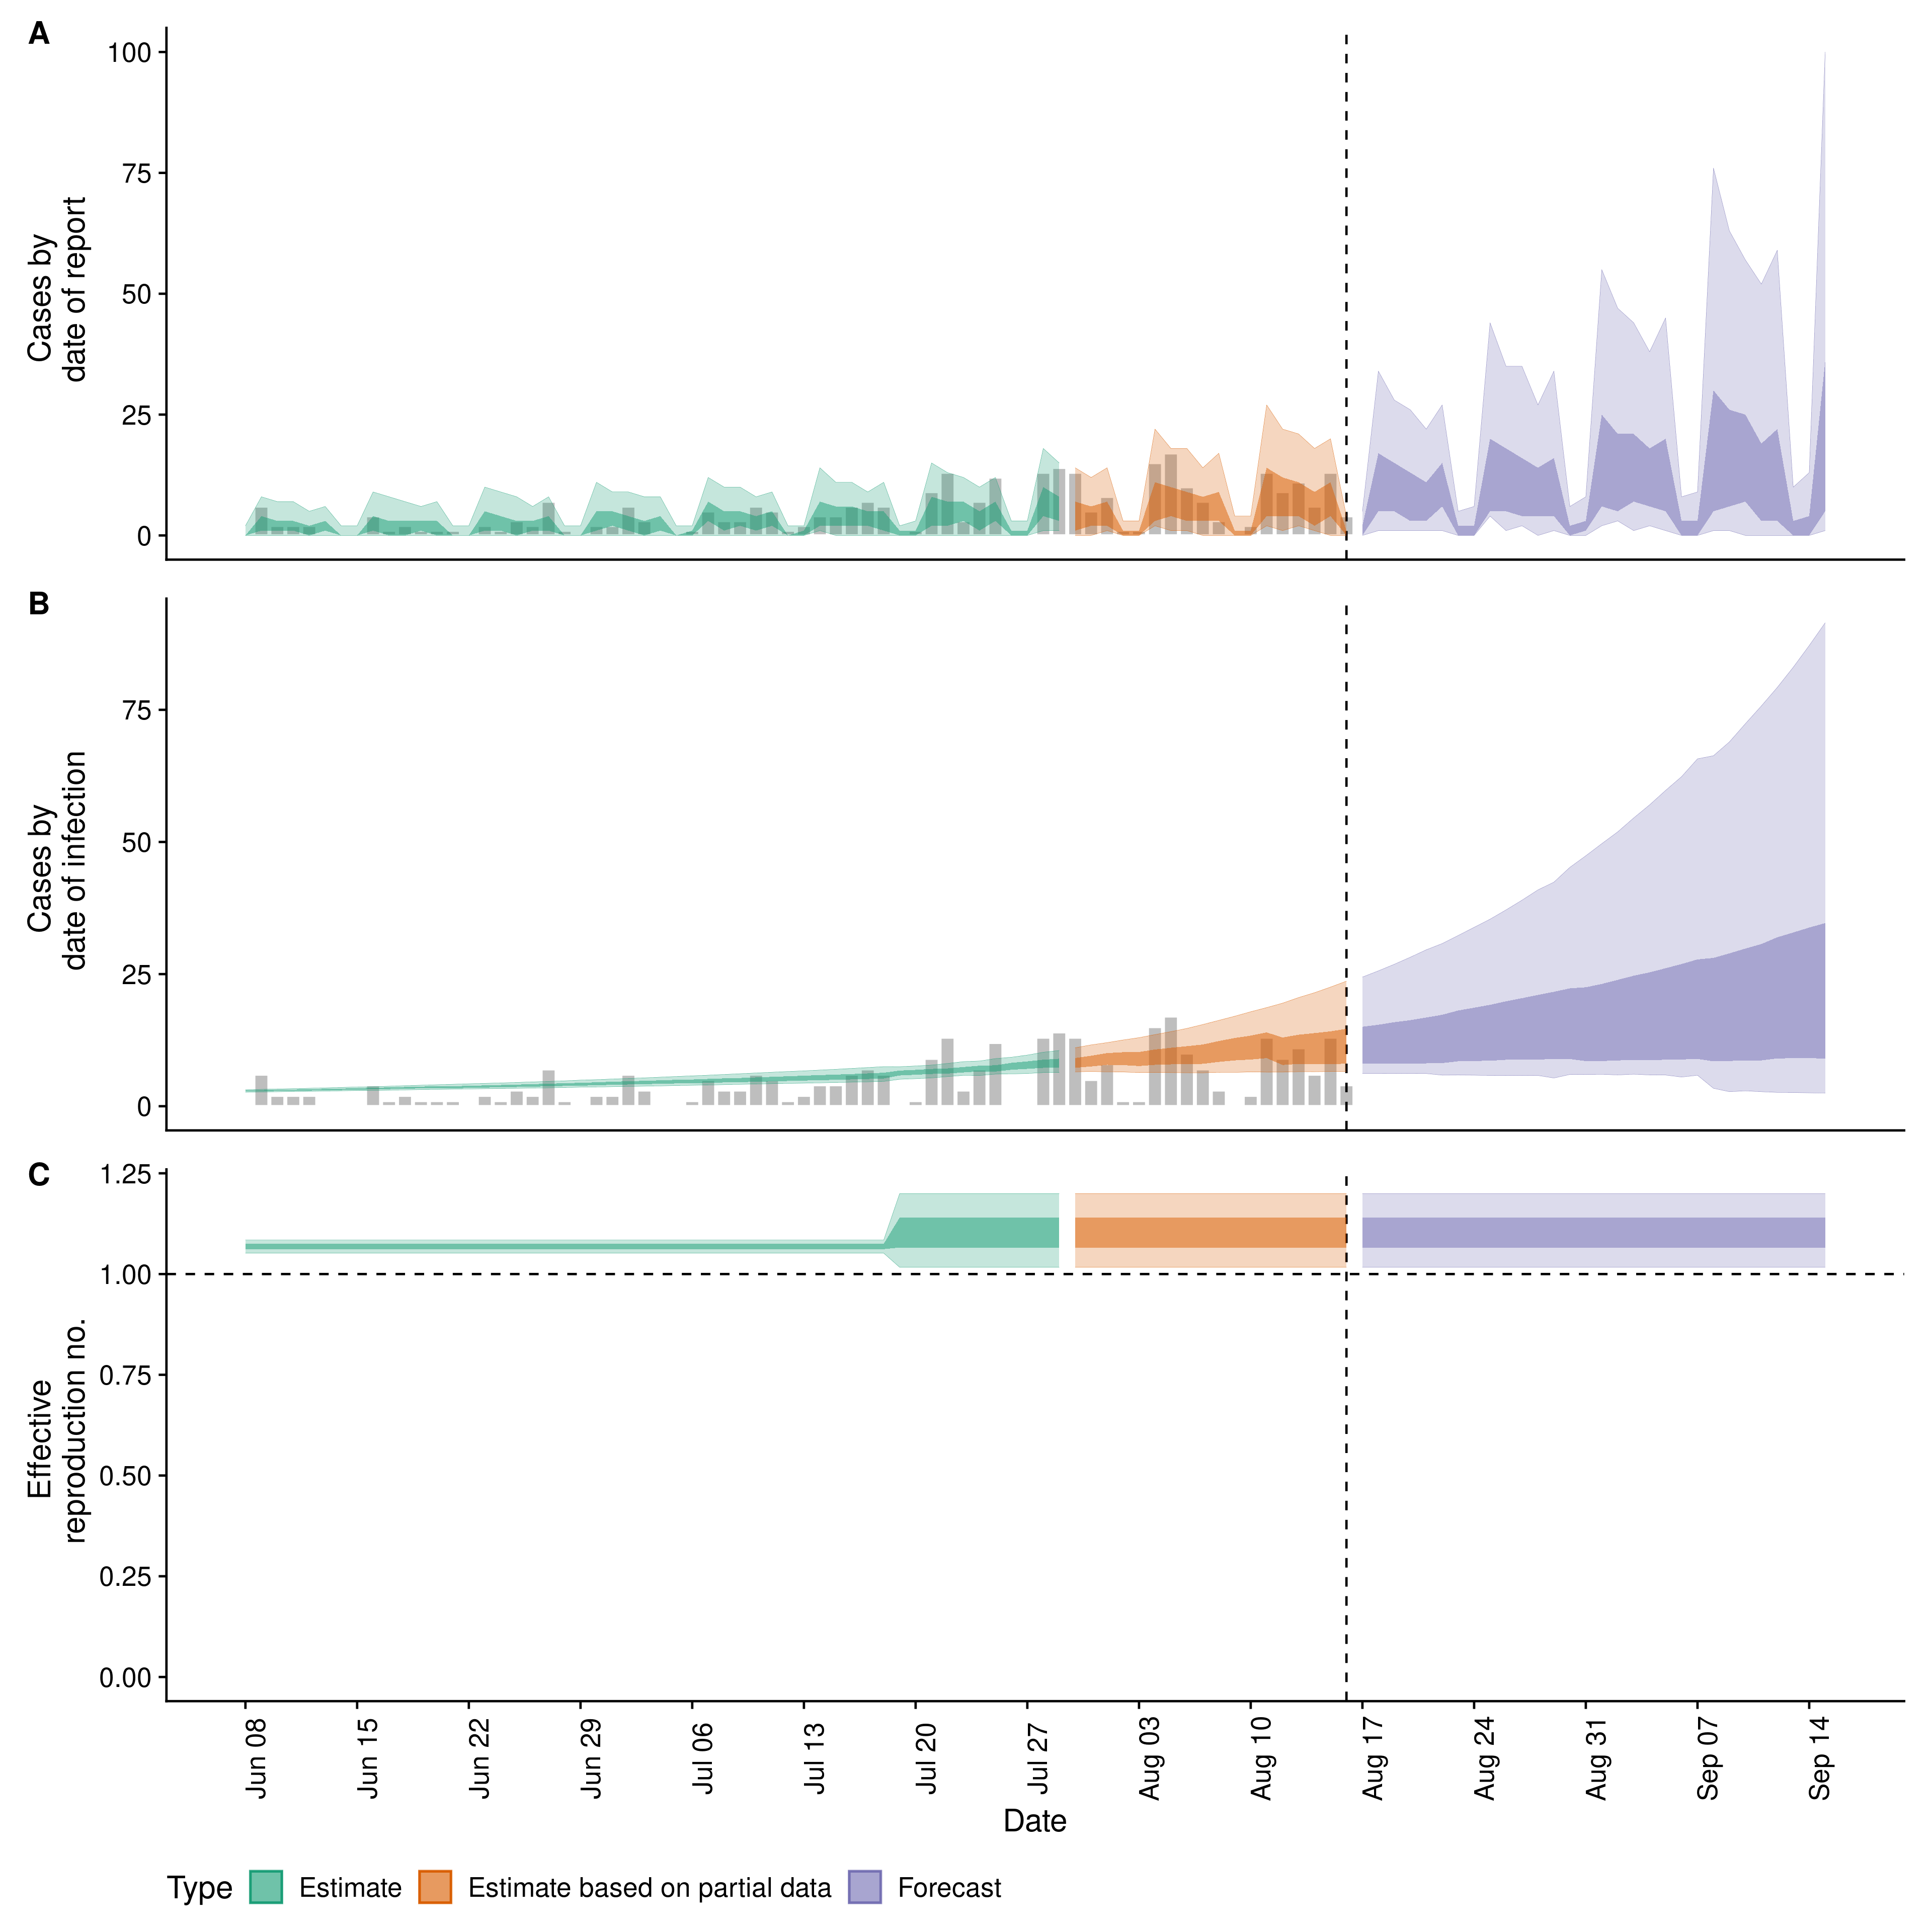 A
100
75
50
25
0
Cases by
date of report
B
75
50
25
0
Cases by
date of infection
C
1.25
1.00
0.75
0.50
0.25
0.00
Effective
reproduction no.
Jun 08
Jun 15
Jun 22
Jun 29
Jul 06
Jul 13
Jul 20
Jul 27
Aug 03
Aug 10
Aug 17
Aug 24
Aug 31
Sep 07
Sep 14
Date
Type Estimate Estimate based on partial data Forecast